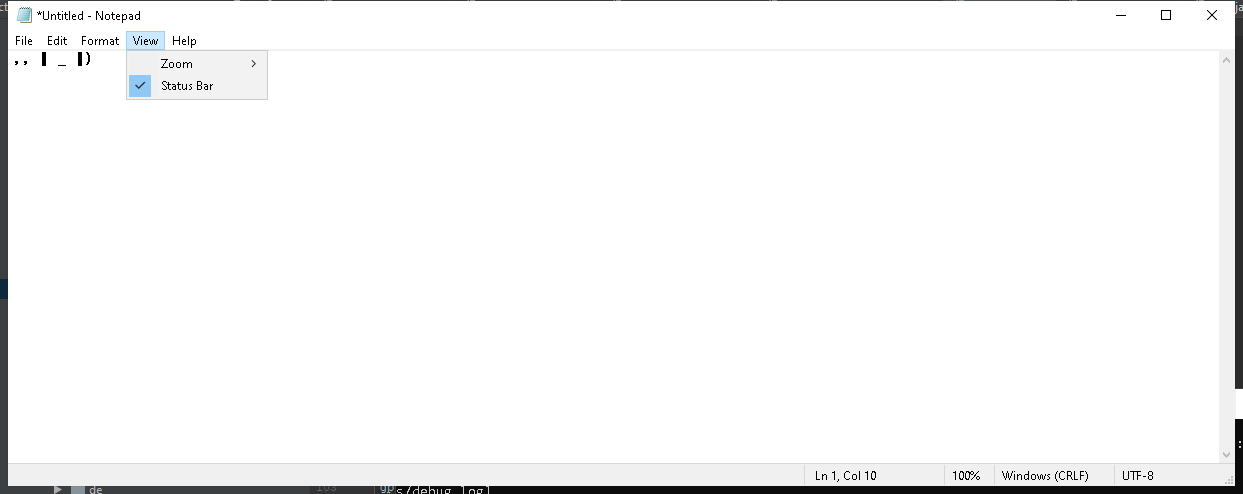 *Untitled - Notepad
File Edit Format View Help
,, ▌ _ ▐)
Zoom
Status Bar
Ln 1, Col 10 100% Windows (CRLF) UTF-8
de 103 s/debug.log]